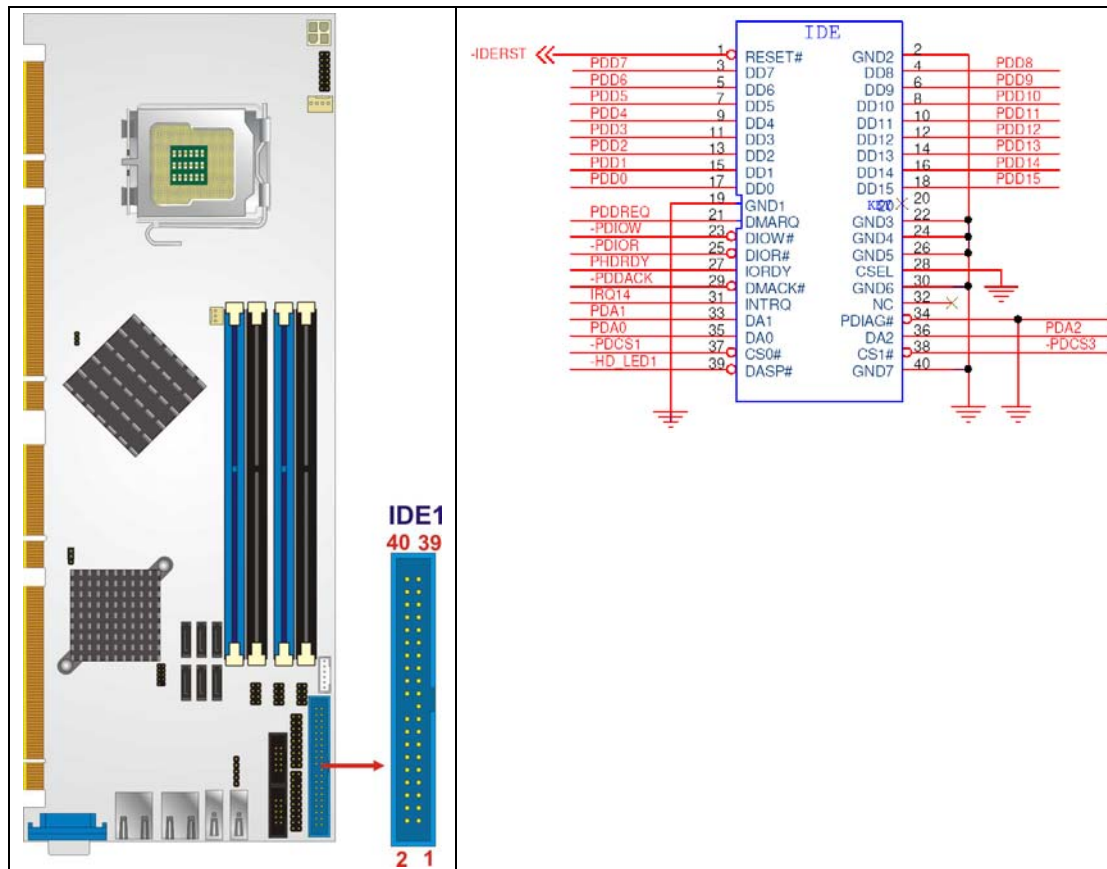 IDE1
40 39
2 1
IDE
-IDERST
1 RESET# GND2 2
PDD7 3 DD7 DD8 4 PDD8
PDD6 5 DD6 DD9 6 PDD9
PDD5 7 DD5 DD10 8 PDD10
PDD4 9 DD4 DD11 10 PDD11
PDD3 11 DD3 DD12 12 PDD12
PDD2 13 DD2 DD13 14 PDD13
PDD1 15 DD1 DD14 16 PDD14
PDD0 17 DD0 DD15 18 PDD15
19 GND1 20
PDDREQ 21 DMARQ GND3 22
-PDIOW 23 DIOW# GND4 24
-PDIOR 25 DIOR# GND5 26
PHDRDY 27 IORDY CSEL 28
-PDDACK 29 DMACK# GND6 30
IRQ14 31 INTRQ NC 32
PDA1 33 DA1 PDIAG# 34
PDA0 35 DA0 DA2 36 PDA2
-PDCS1 37 CS0# CS1# 38 -PDCS3
-HD_LED1 39 DASP# GND7 40